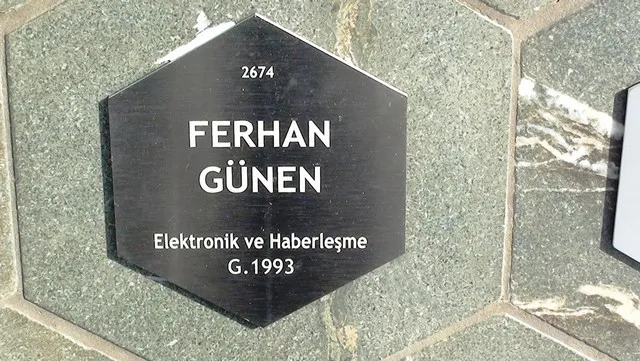 2674
FERHAN
GÜNEN
Elektronik ve Haberleşme
G.1993